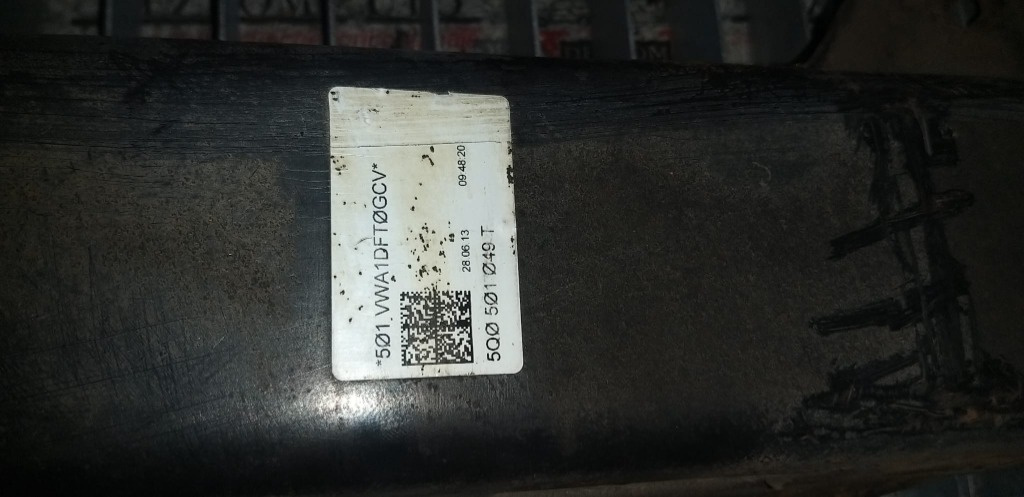 *5Ø1 VWA1DFTØGCV*
28 06 13 09 48 20
5QØ 5Ø1 Ø49 T